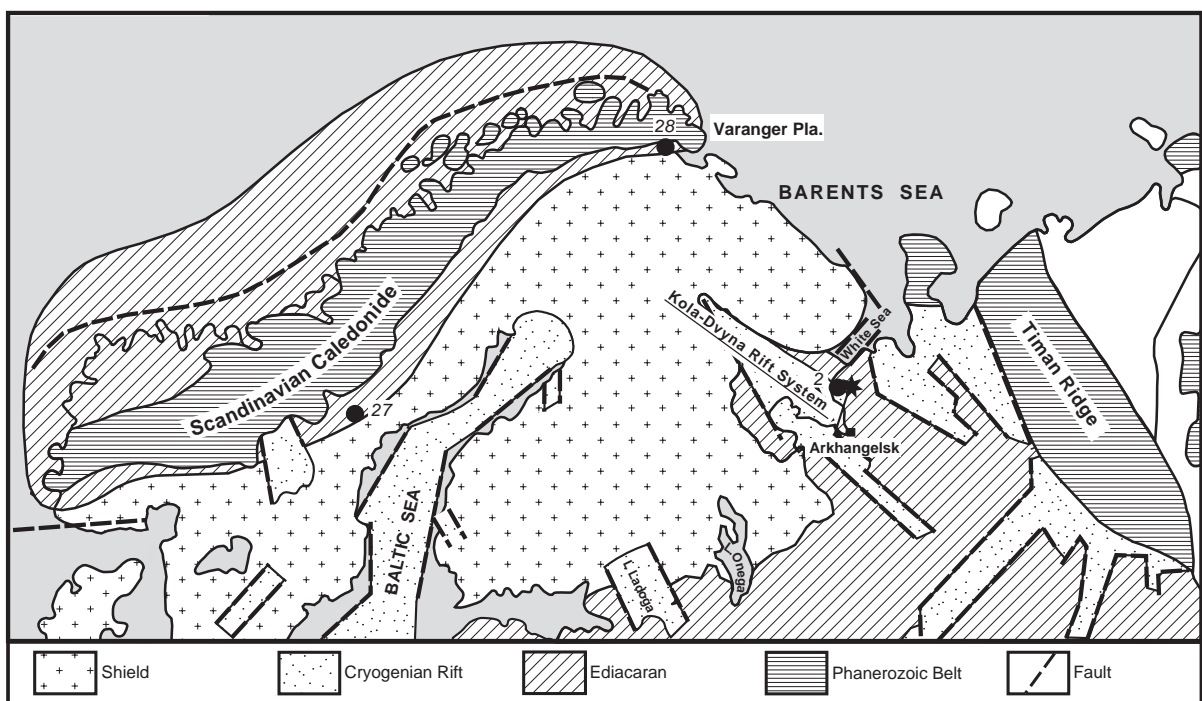 28
Varanger Pla.
BARENTS SEA
Kola-Dvyna Rift System
White Sea
Timan Ridge
Scandinavian Caledonide
2
27
Arkhangelsk
BALTIC SEA
Onega
L.Ladoga
Shield
Cryogenian Rift
Ediacaran
Phanerozoic Belt
Fault